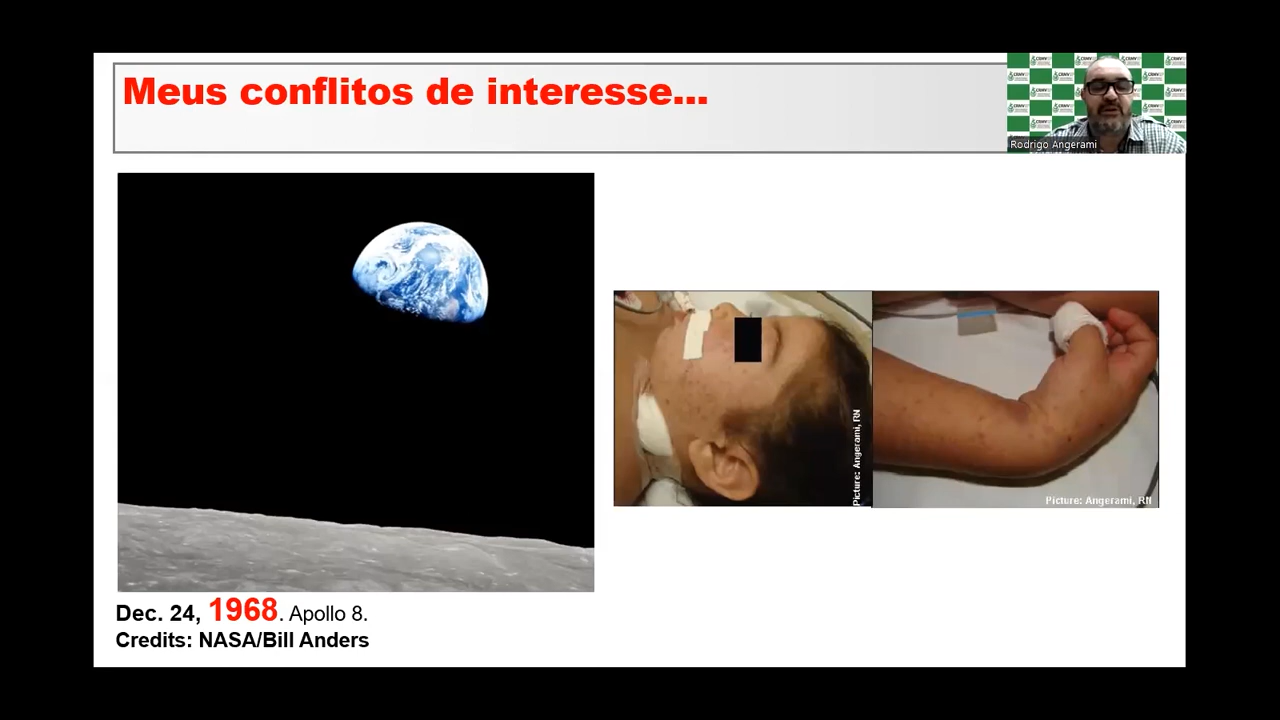 Meus conflitos de interesse...
Rodrigo Angerami
Picture: Angerami, RN
Picture: Angerami, RN
Dec. 24, 1968. Apollo 8.
Credits: NASA/Bill Anders